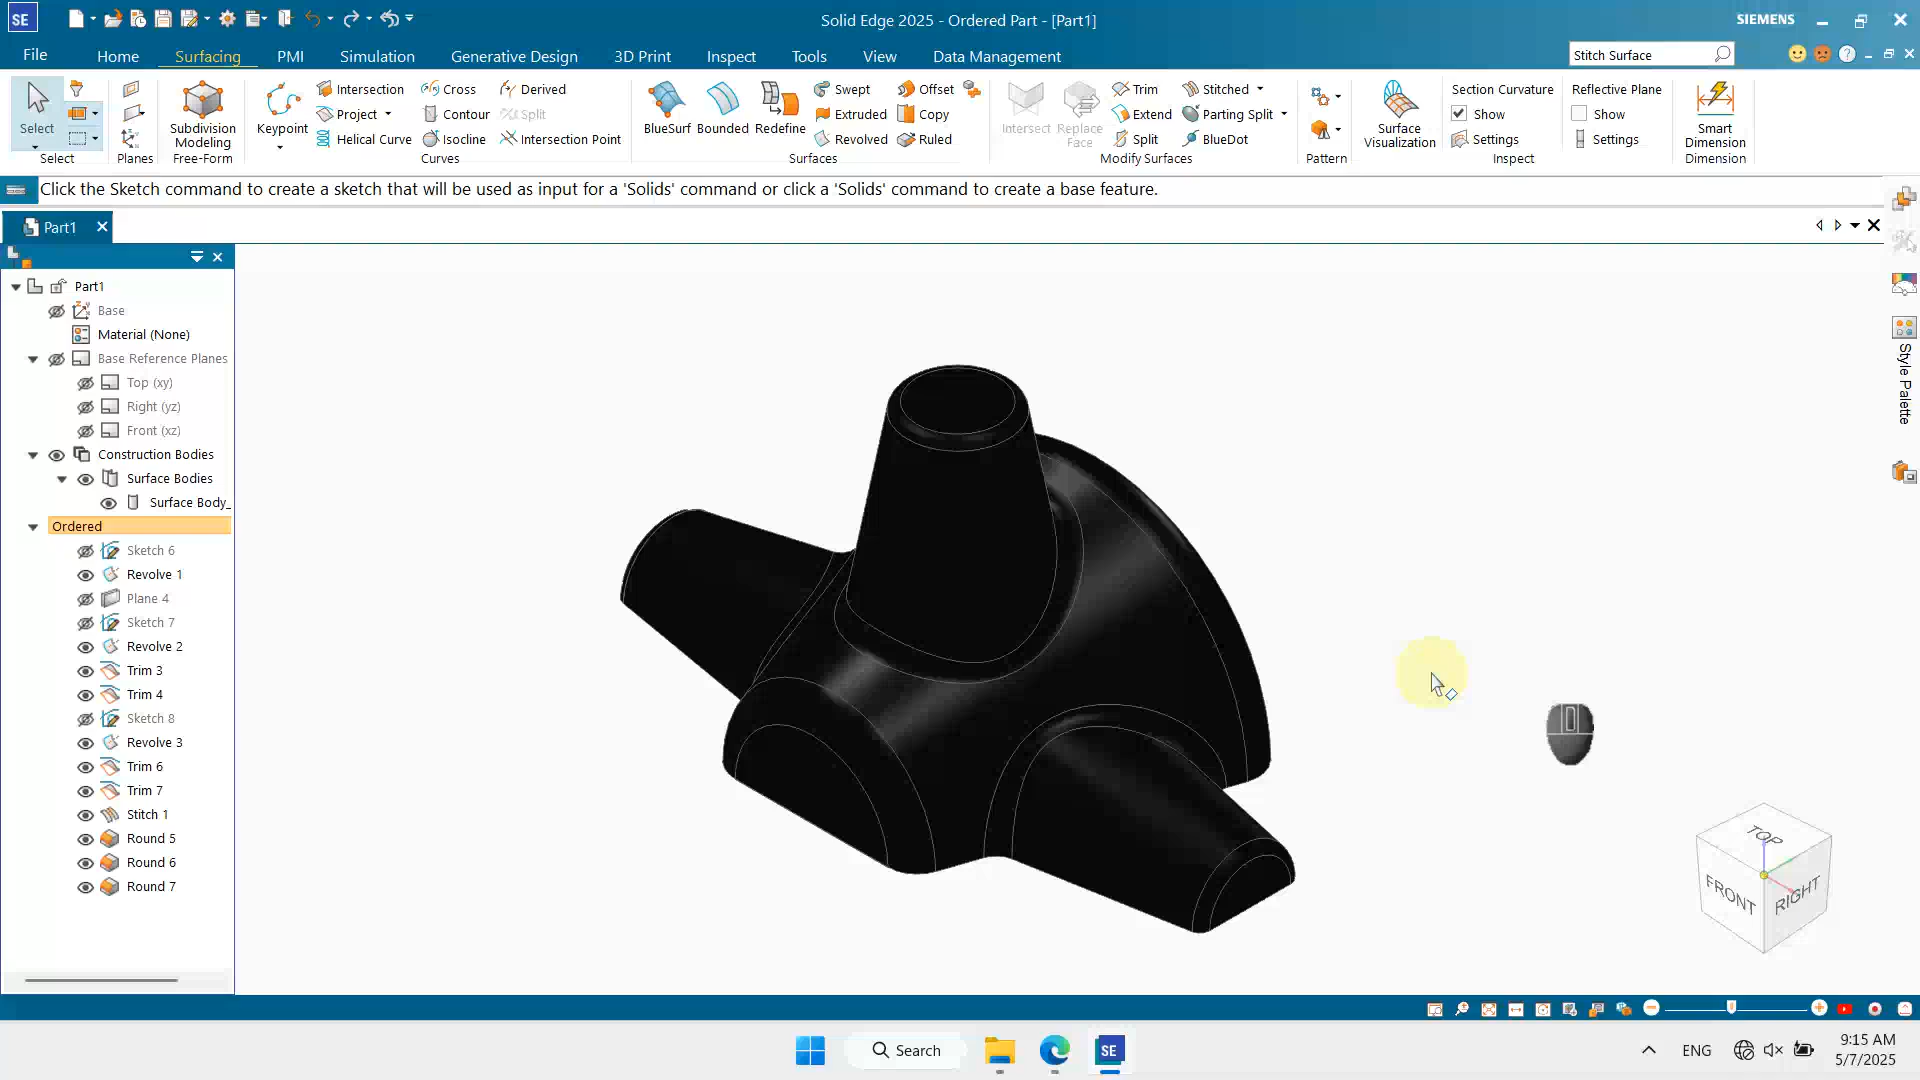 SE
Solid Edge 2025 - Ordered Part - [Part1]
SIEMENS
File
Home
Surfacing
PMI
Simulation
Generative Design
3D Print
Inspect
Tools
View
Data Management
Stitch Surface
Select
Select
Planes
Subdivision
Modeling
Free-Form
Keypoint
Intersection
Project
Helical Curve
Cross
Contour
Isocline
Derived
Split
Intersection Point
Curves
BlueSurf
Bounded
Redefine
Swept
Extruded
Revolved
Offset
Copy
Ruled
Surfaces
Intersect
Replace
Face
Trim
Extend
Split
Stitched
Parting Split
BlueDot
Modify Surfaces
Pattern
Surface
Visualization
Section Curvature
Show
Settings
Inspect
Reflective Plane
Show
Settings
Smart
Dimension
Dimension
Click the Sketch command to create a sketch that will be used as input for a 'Solids' command or click a 'Solids' command to create a base feature.
Part1
Part1
Base
Material (None)
Base Reference Planes
Top (xy)
Right (yz)
Front (xz)
Construction Bodies
Surface Bodies
Surface Body_
Ordered
Sketch 6
Revolve 1
Plane 4
Sketch 7
Revolve 2
Trim 3
Trim 4
Sketch 8
Revolve 3
Trim 6
Trim 7
Stitch 1
Round 5
Round 6
Round 7
Style Palette
TOP
FRONT
RIGHT
Search
SE
ENG
9:15 AM
5/7/2025